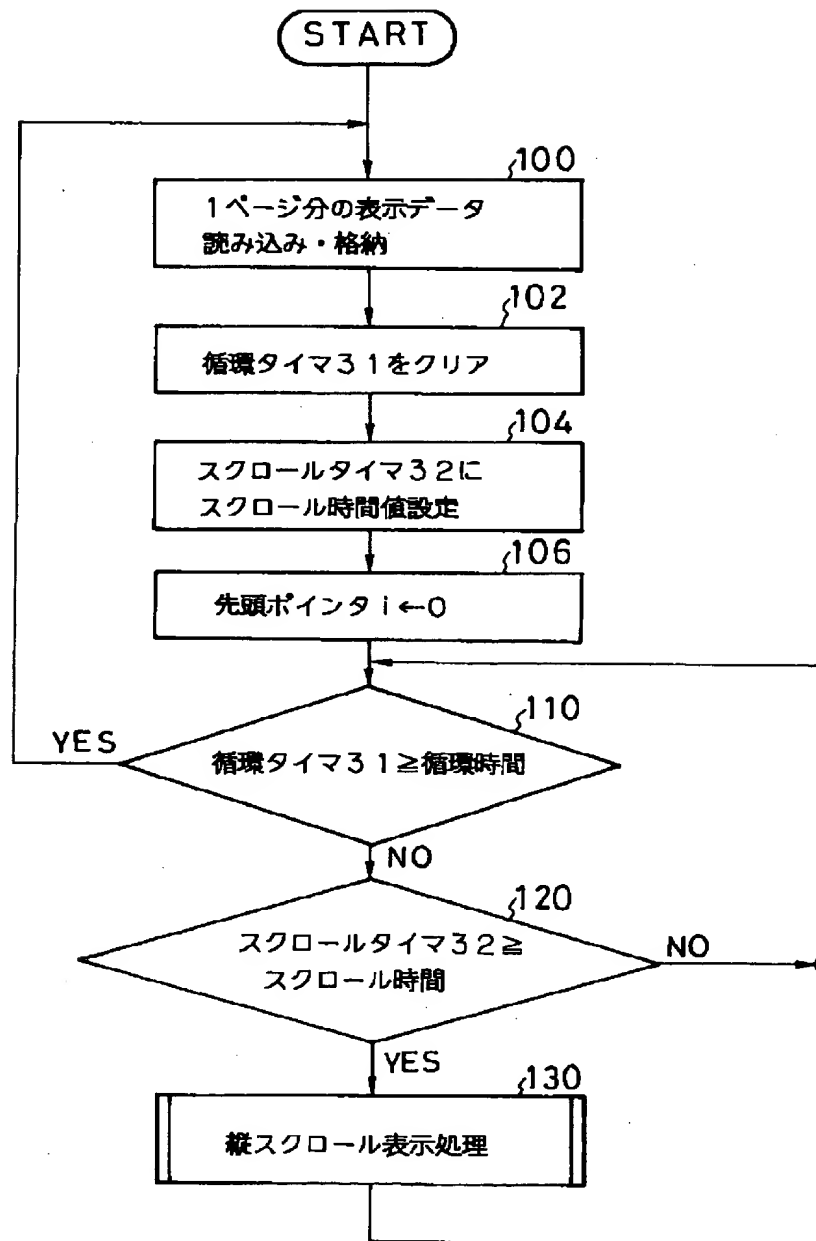 START
100
1ページ分の表示データ
読み込み・格納
102
循環タイマ31をクリア
104
スクロールタイマ32に
スクロール時間値設定
106
先頭ポインタi←0
110
YES
循環タイマ31≧循環時間
NO
120
スクロールタイマ32≧
スクロール時間
NO
YES
130
縦スクロール表示処理